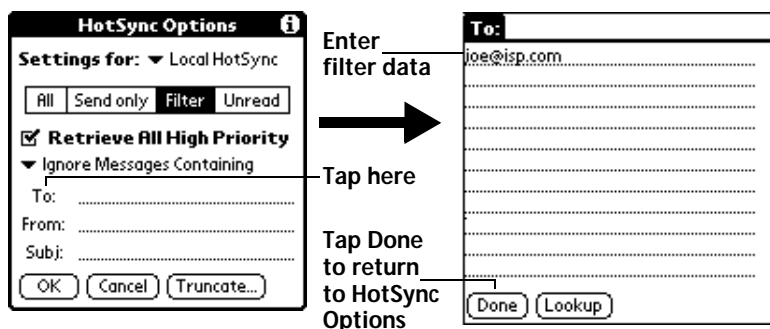 HotSync Options
Settings for: Local HotSync
All Send only Filter Unread
Retrieve All High Priority
Ignore Messages Containing
To:
From:
Subj:
OK Cancel Truncate...
Enter
filter data
Tap here
Tap Done
to return
to HotSync
Options
To:
joe@isp.com
Done Lookup